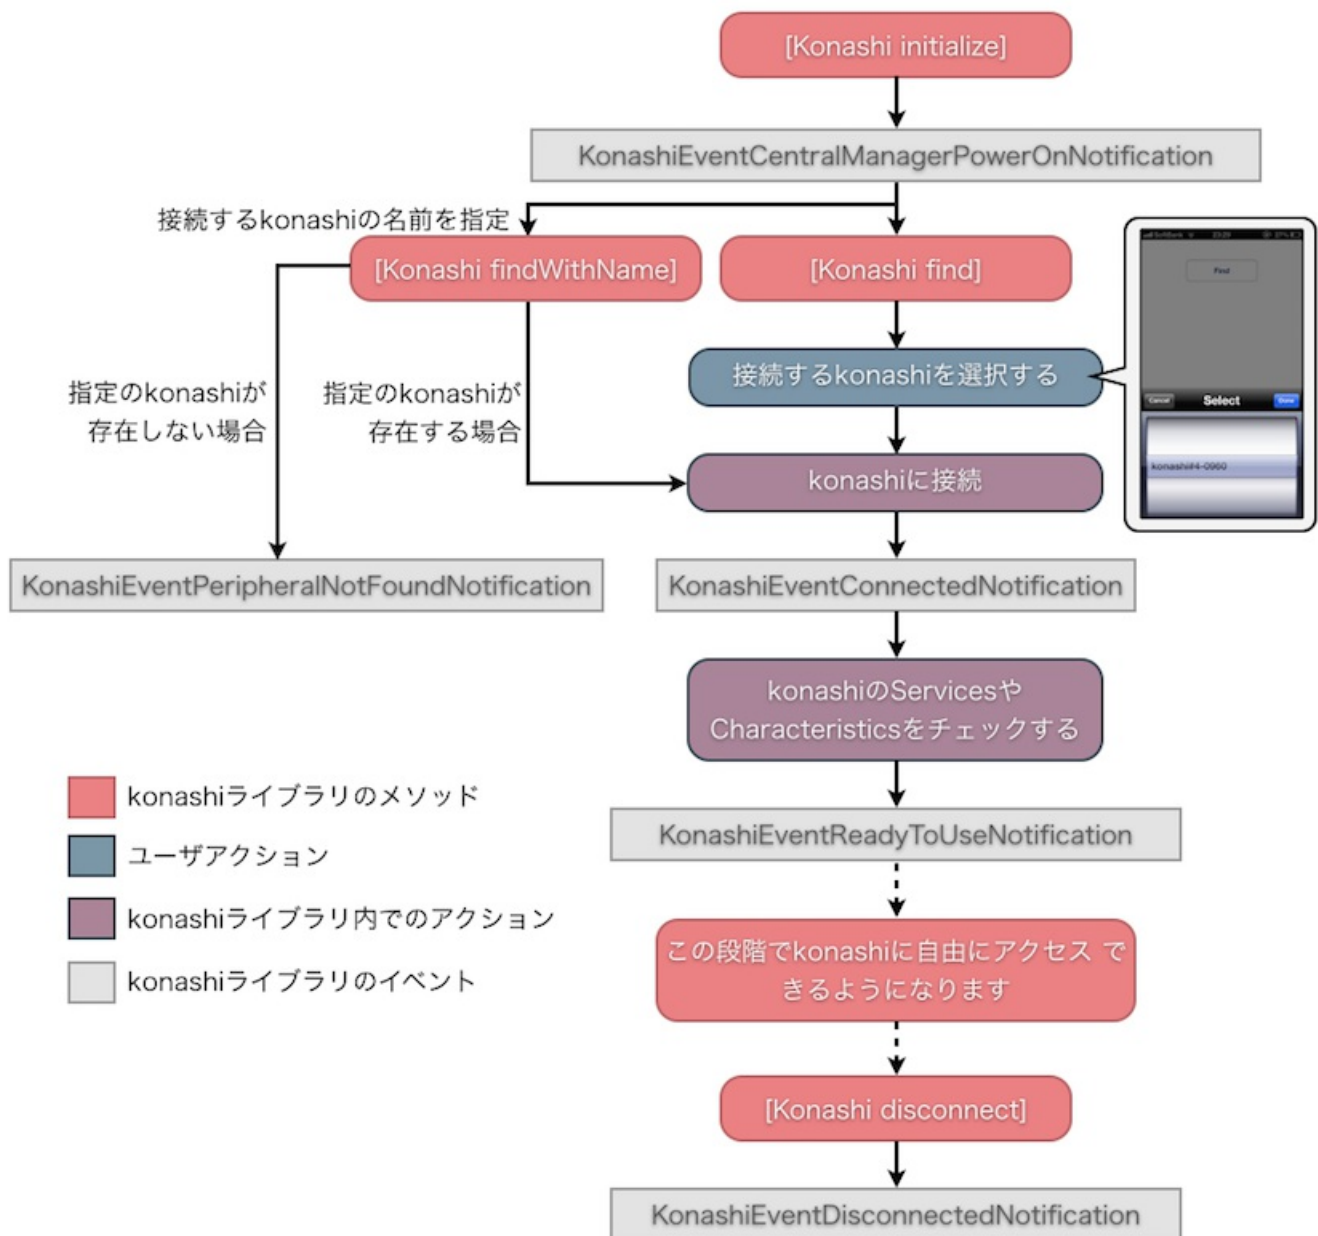 [Konashi initialize]
KonashiEventCentralManagerPowerOnNotification
接続するkonashiの名前を指定
[Konashi findWithName]
[Konashi find]
Find
指定のkonashiが
存在しない場合
指定のkonashiが
存在する場合
接続するkonashiを選択する
Cancel
Select
Done
konashi#4-0960
konashiに接続
KonashiEventPeripheralNotFoundNotification
KonashiEventConnectedNotification
konashiのServicesや
Characteristicsをチェックする
konashiライブラリのメソッド
ユーザアクション
konashiライブラリ内でのアクション
konashiライブラリのイベント
KonashiEventReadyToUseNotification
この段階でkonashiに自由にアクセス で
きるようになります
[Konashi disconnect]
KonashiEventDisconnectedNotification